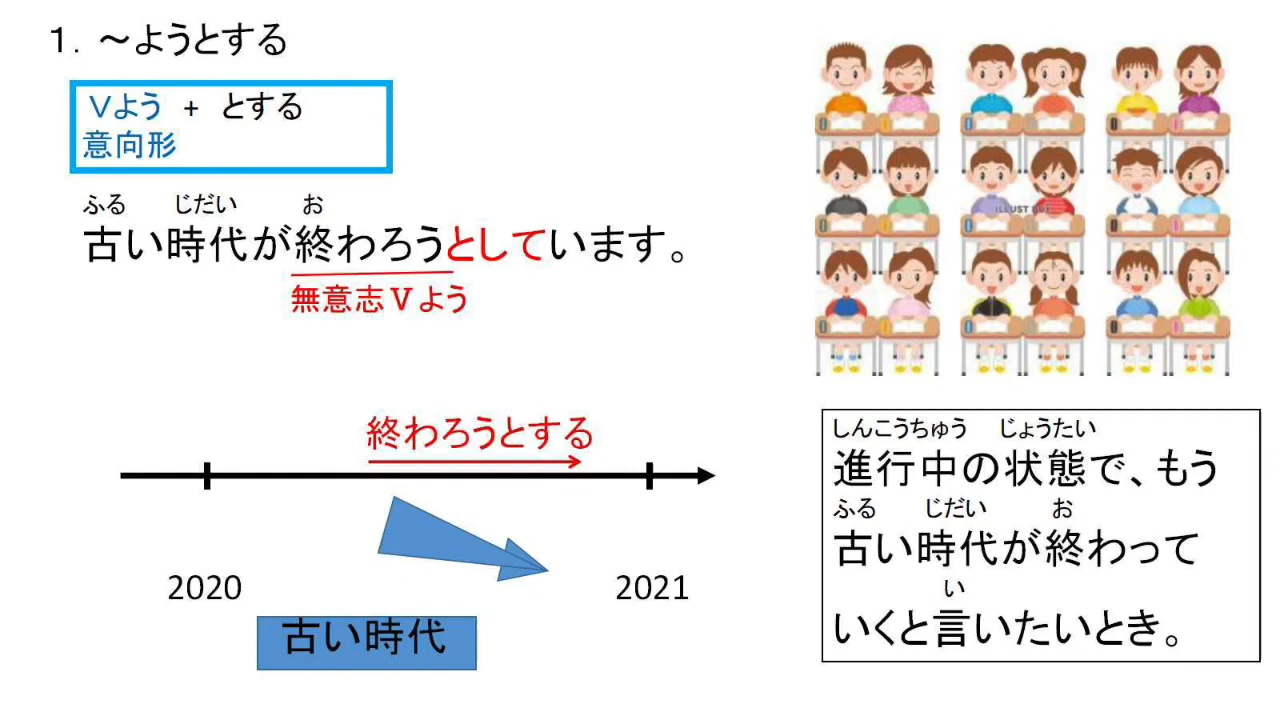 １．～ようとする
Ｖよう + とする
意向形
ふる じだい お
古い時代が終わろうとしています。
無意志Ｖよう
終わろうとする
2020 2021
古い時代
ILLUST BOX
しんこうちゅう じょうたい
進行中の状態で、もう
ふる じだい お
古い時代が終わって
い
いくと言いたいとき。